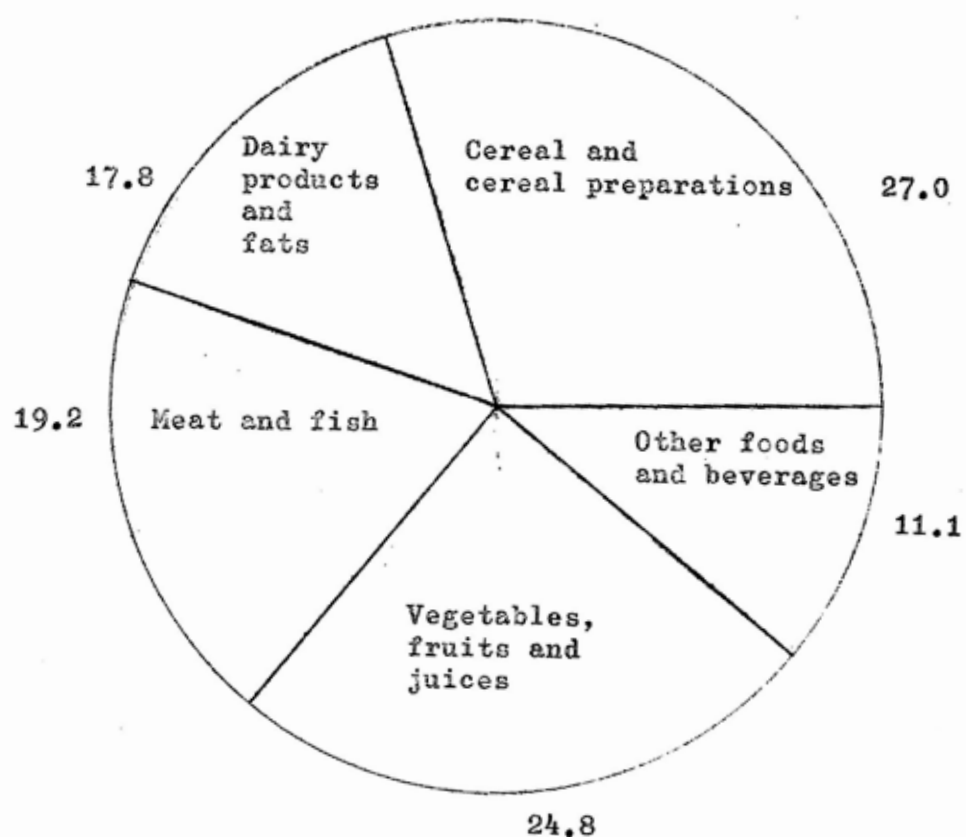 Dairy
products
and
fats
17.8
Cereal and
cereal preparations
27.0
19.2
Meat and fish
Other foods
and beverages
11.1
Vegetables,
fruits and
juices
24.8